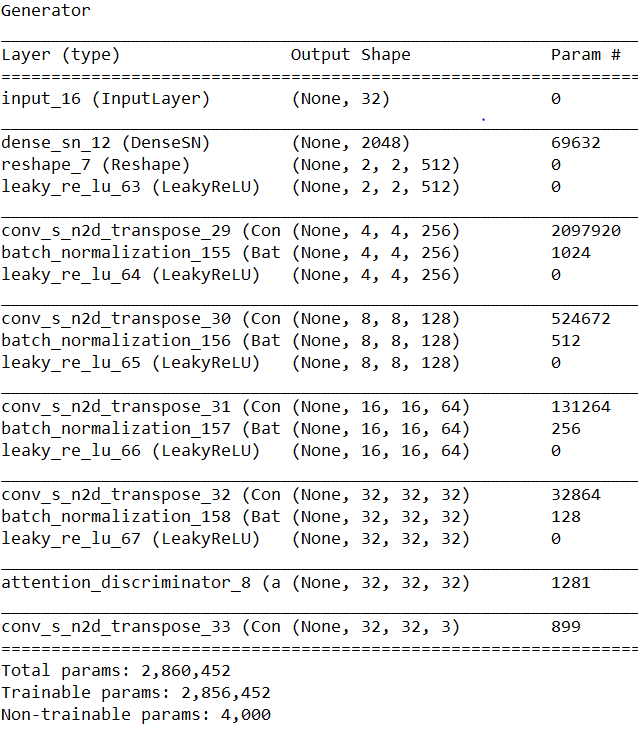 Generator
Layer (type) Output Shape Param #
input_16 (InputLayer) (None, 32) 0
dense_sn_12 (DenseSN) (None, 2048) 69632
reshape_7 (Reshape) (None, 2, 2, 512) 0
leaky_re_lu_63 (LeakyReLU) (None, 2, 2, 512) 0
conv_s_n2d_transpose_29 (Con (None, 4, 4, 256) 2097920
batch_normalization_155 (Bat (None, 4, 4, 256) 1024
leaky_re_lu_64 (LeakyReLU) (None, 4, 4, 256) 0
conv_s_n2d_transpose_30 (Con (None, 8, 8, 128) 524672
batch_normalization_156 (Bat (None, 8, 8, 128) 512
leaky_re_lu_65 (LeakyReLU) (None, 8, 8, 128) 0
conv_s_n2d_transpose_31 (Con (None, 16, 16, 64) 131264
batch_normalization_157 (Bat (None, 16, 16, 64) 256
leaky_re_lu_66 (LeakyReLU) (None, 16, 16, 64) 0
conv_s_n2d_transpose_32 (Con (None, 32, 32, 32) 32864
batch_normalization_158 (Bat (None, 32, 32, 32) 128
leaky_re_lu_67 (LeakyReLU) (None, 32, 32, 32) 0
attention_discriminator_8 (a (None, 32, 32, 32) 1281
conv_s_n2d_transpose_33 (Con (None, 32, 32, 3) 899
Total params: 2,860,452
Trainable params: 2,856,452
Non-trainable params: 4,000